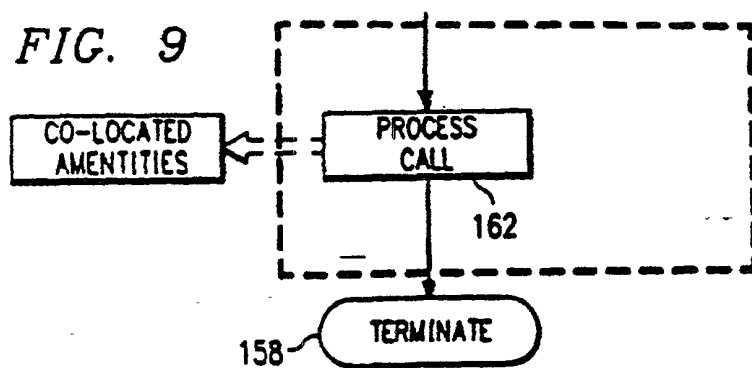 FIG. 9
CO-LOCATED
AMENTITIES
PROCESS
CALL
162
TERMINATE
158